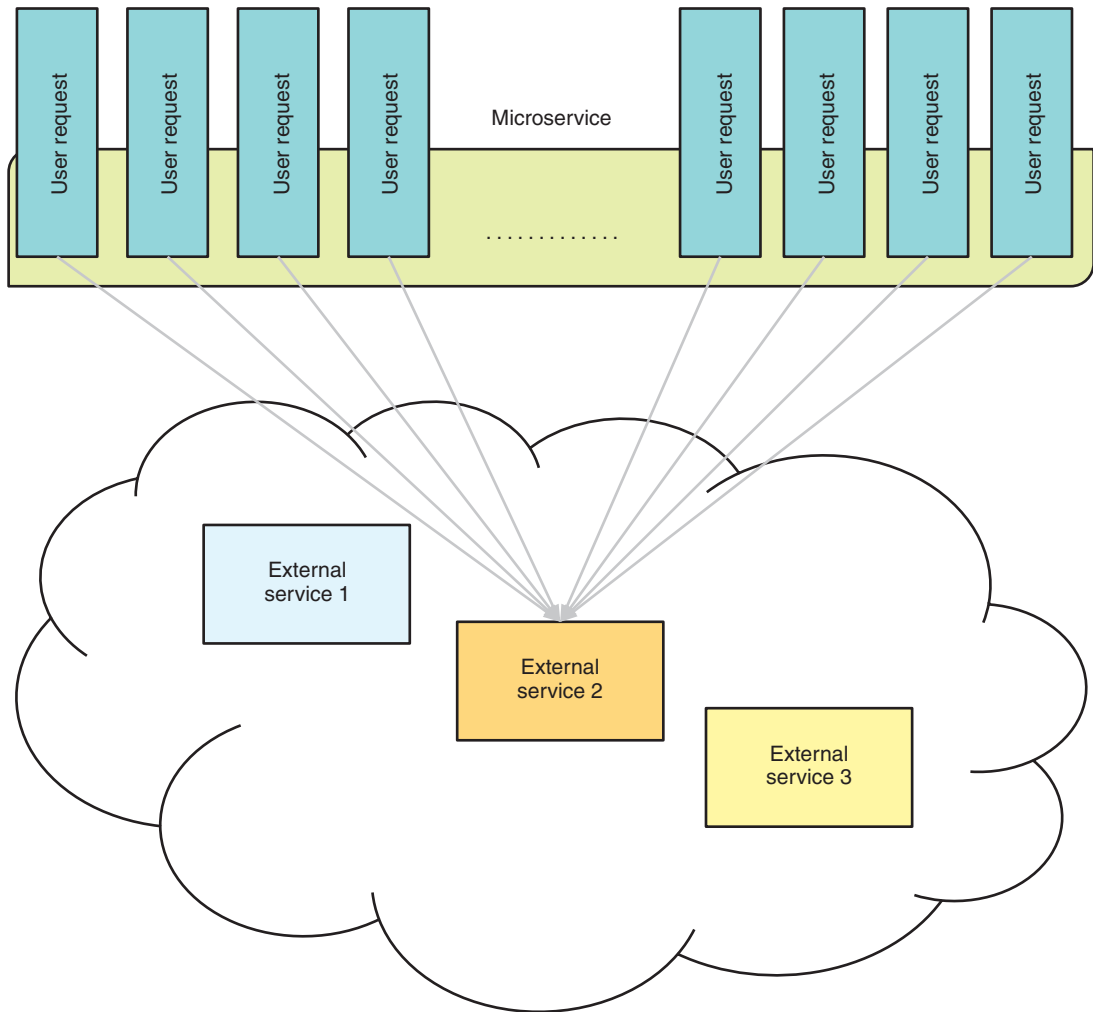 User request
User request
User request
User request
Microservice
.............
User request
User request
User request
User request
External
service 1
External
service 2
External
service 3